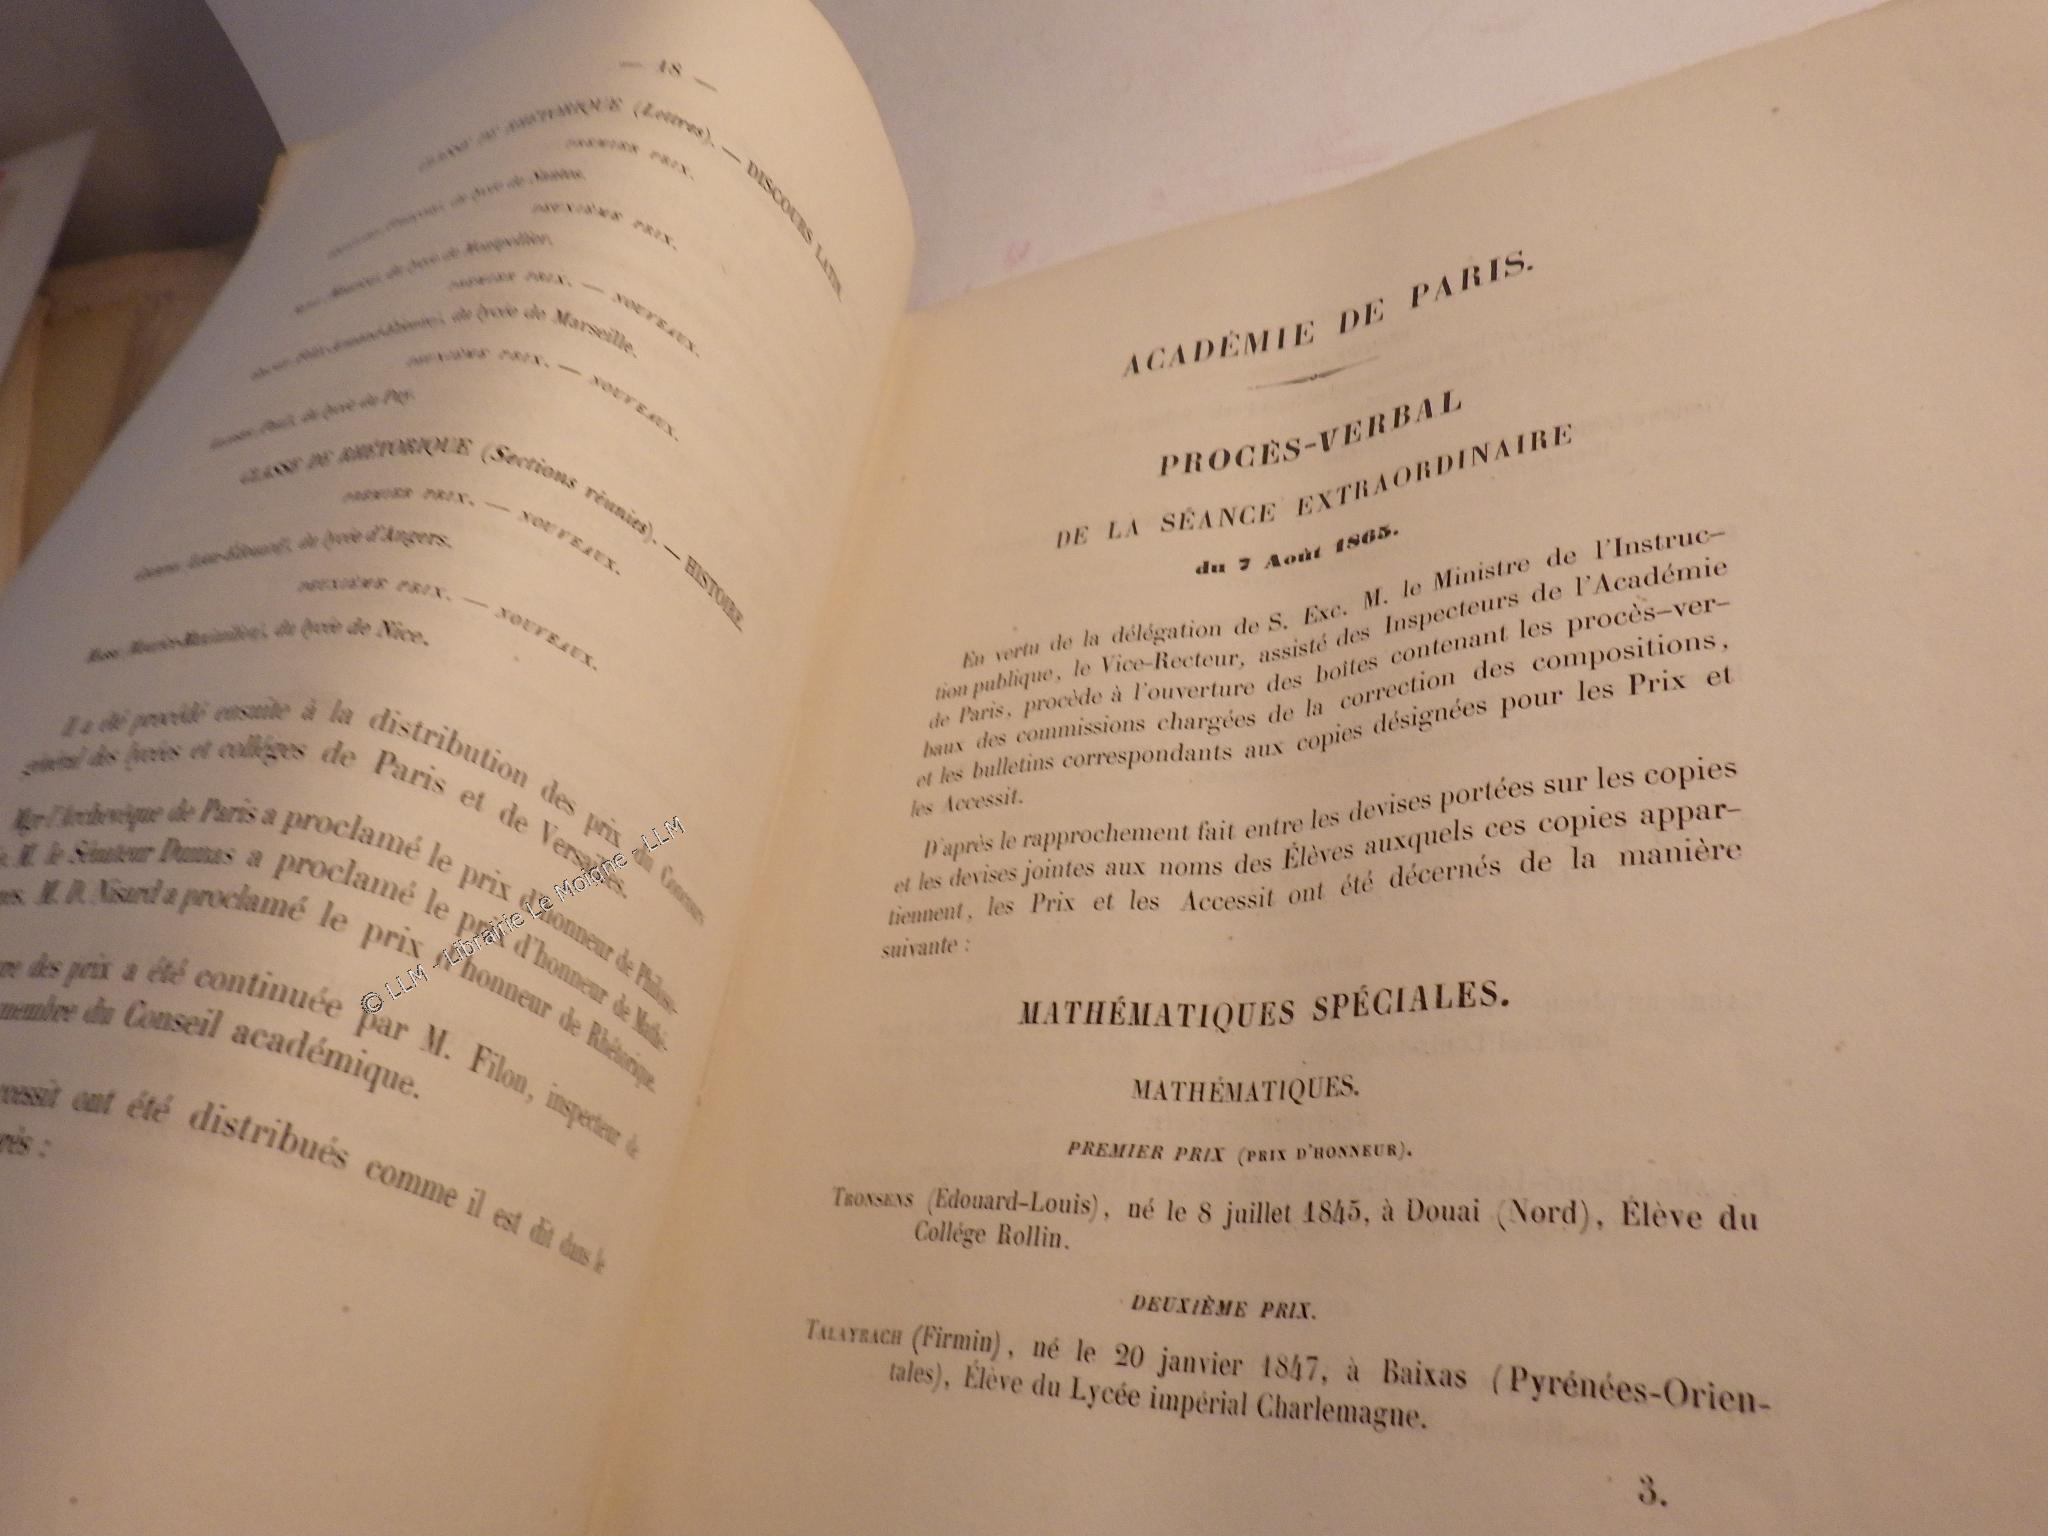 — 18 —
CLASSE DE RHÉTORIQUE (Lettres). — DISCOURS LATIN.
PREMIER PRIX.
du lycée de Nantes.
DEUXIÈME PRIX.
du lycée de Montpellier.
PREMIER PRIX. — NOUVEAUX.
du lycée de Marseille.
DEUXIÈME PRIX. — NOUVEAUX.
du lycée du Puy.
CLASSE DE RHÉTORIQUE (Sections réunies). — HISTOIRE.
PREMIER PRIX. — NOUVEAUX.
du lycée d'Angers.
DEUXIÈME PRIX. — NOUVEAUX.
du lycée de Nice.
Il a été procédé ensuite à la distribution des prix du Concours
général des lycées et colléges de Paris et de Versailles.
Mgr l'Archevêque de Paris a proclamé le prix d'honneur de Philoso-
M. le Sénateur Dumas a proclamé le prix d'honneur de Mathé-
M. D. Nisard a proclamé le prix d'honneur de Rhétorique.
des prix a été continuée par M. Filon, inspecteur de
membre du Conseil académique.
ont été distribués comme il est dit dans le
ACADÉMIE DE PARIS.
PROCÈS-VERBAL
DE LA SÉANCE EXTRAORDINAIRE
du 7 Août 1865.
En vertu de la délégation de S. Exc. M. le Ministre de l'Instruc-
tion publique, le Vice-Recteur, assisté des Inspecteurs de l'Académie
de Paris, procède à l'ouverture des boîtes contenant les procès-ver-
baux des commissions chargées de la correction des compositions,
et les bulletins correspondants aux copies désignées pour les Prix et
les Accessit.
D'après le rapprochement fait entre les devises portées sur les copies
et les devises jointes aux noms des Élèves auxquels ces copies appar-
tiennent, les Prix et les Accessit ont été décernés de la manière
suivante :
MATHÉMATIQUES SPÉCIALES.
MATHÉMATIQUES.
PREMIER PRIX (PRIX D'HONNEUR).
TRONSENS (Edouard-Louis), né le 8 juillet 1845, à Douai (Nord), Élève du
Collége Rollin.
DEUXIÈME PRIX.
TALAYRACH (Firmin), né le 20 janvier 1847, à Baixas (Pyrénées-Orien-
tales), Élève du Lycée impérial Charlemagne.
3.
© LLM - Librairie Le Moigne - LLM